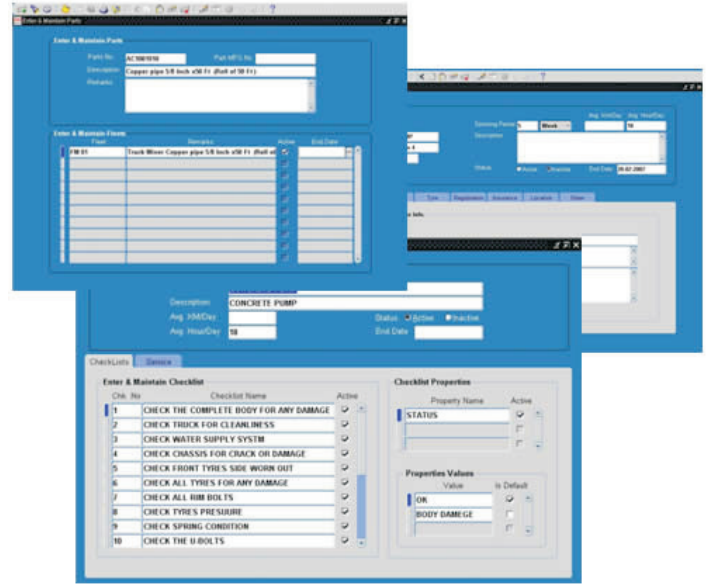 Enter & Maintain Parts
Enter & Maintain Parts
Parts No. AC1001010 Part MFG No.
Description Copper pipe 5/8 Inch x50 Ft (Roll of 50 Ft)
Remarks
Enter & Maintain Fleets
Fleet Remarks Active End Date
FM 01 Truck Mixer Copper pipe 5/8 Inch x50 Ft (Roll of
Avg. KM/Day Avg. Hour/Day
5 Week 10
Description
Status Active Inactive End Date 28-02-2007
Type Registration Insurance Location Meter
Info.
Description CONCRETE PUMP
Avg. KM/Day Status Active Inactive
Avg. Hour/Day 10 End Date
CheckLists Service
Enter & Maintain Checklist
Chk. No Checklist Name Active
1 CHECK THE COMPLETE BODY FOR ANY DAMAGE
2 CHECK TRUCK FOR CLEANLINESS
3 CHECK WATER SUPPLY SYSTM
4 CHECK CHASSIS FOR CRACK OR DAMAGE
5 CHECK FRONT TYRES SIDE WORN OUT
6 CHECK ALL TYRES FOR ANY DAMAGE
7 CHECK ALL RIM BOLTS
8 CHECK TYRES PRESUURE
9 CHECK SPRING CONDITION
10 CHECK THE U-BOLTS
Checklist Properties
Property Name Active
STATUS
Properties Values
Value Is Default
OK
BODY DAMEGE